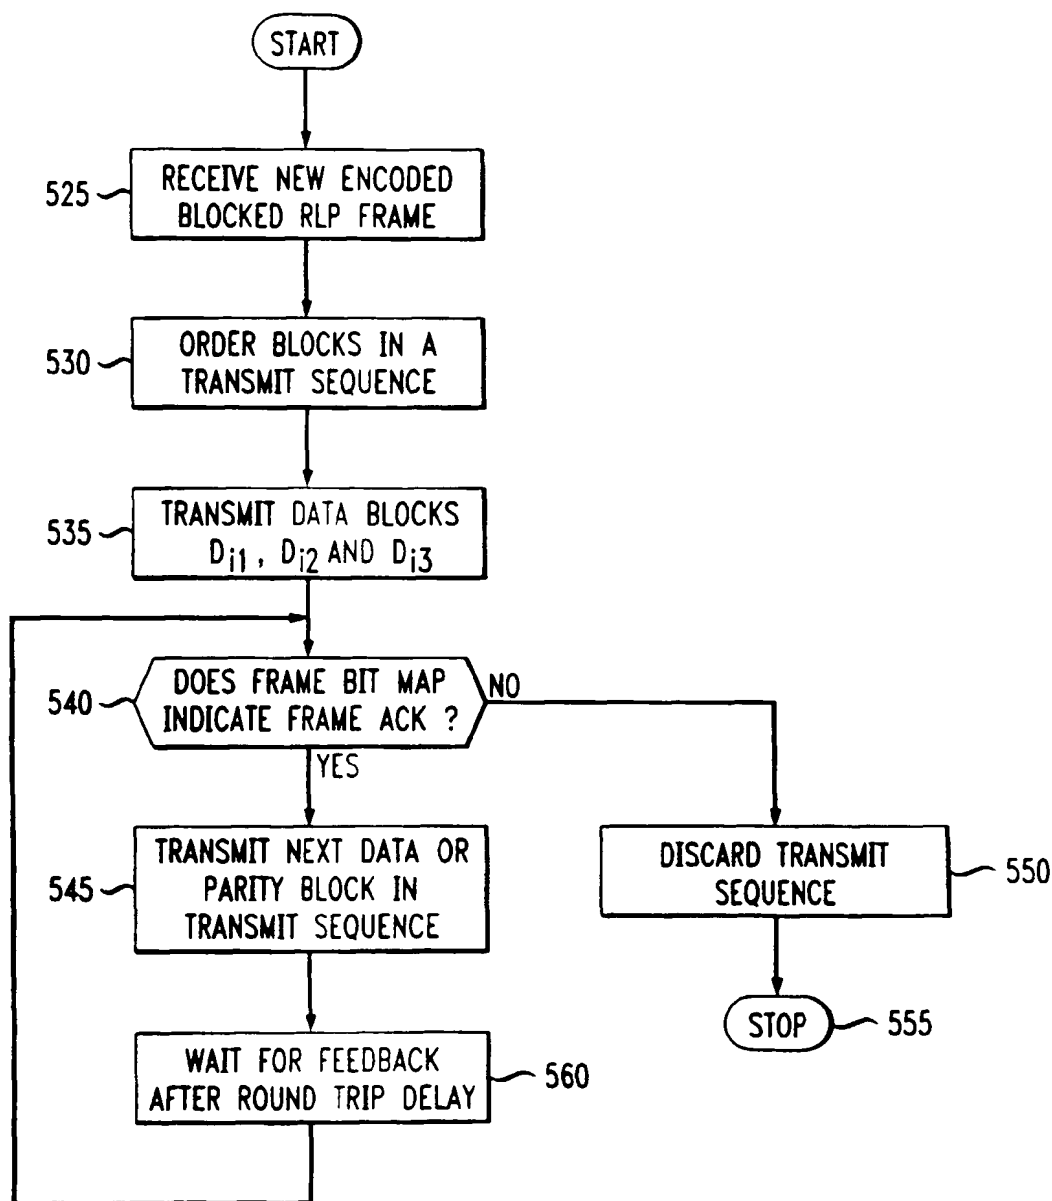 START
525
RECEIVE NEW ENCODED
BLOCKED RLP FRAME
530
ORDER BLOCKS IN A
TRANSMIT SEQUENCE
535
TRANSMIT DATA BLOCKS
Di1, Di2 AND Di3
540
DOES FRAME BIT MAP
INDICATE FRAME ACK ?
NO
YES
545
TRANSMIT NEXT DATA OR
PARITY BLOCK IN
TRANSMIT SEQUENCE
DISCARD TRANSMIT
SEQUENCE
550
STOP
555
WAIT FOR FEEDBACK
AFTER ROUND TRIP DELAY
560